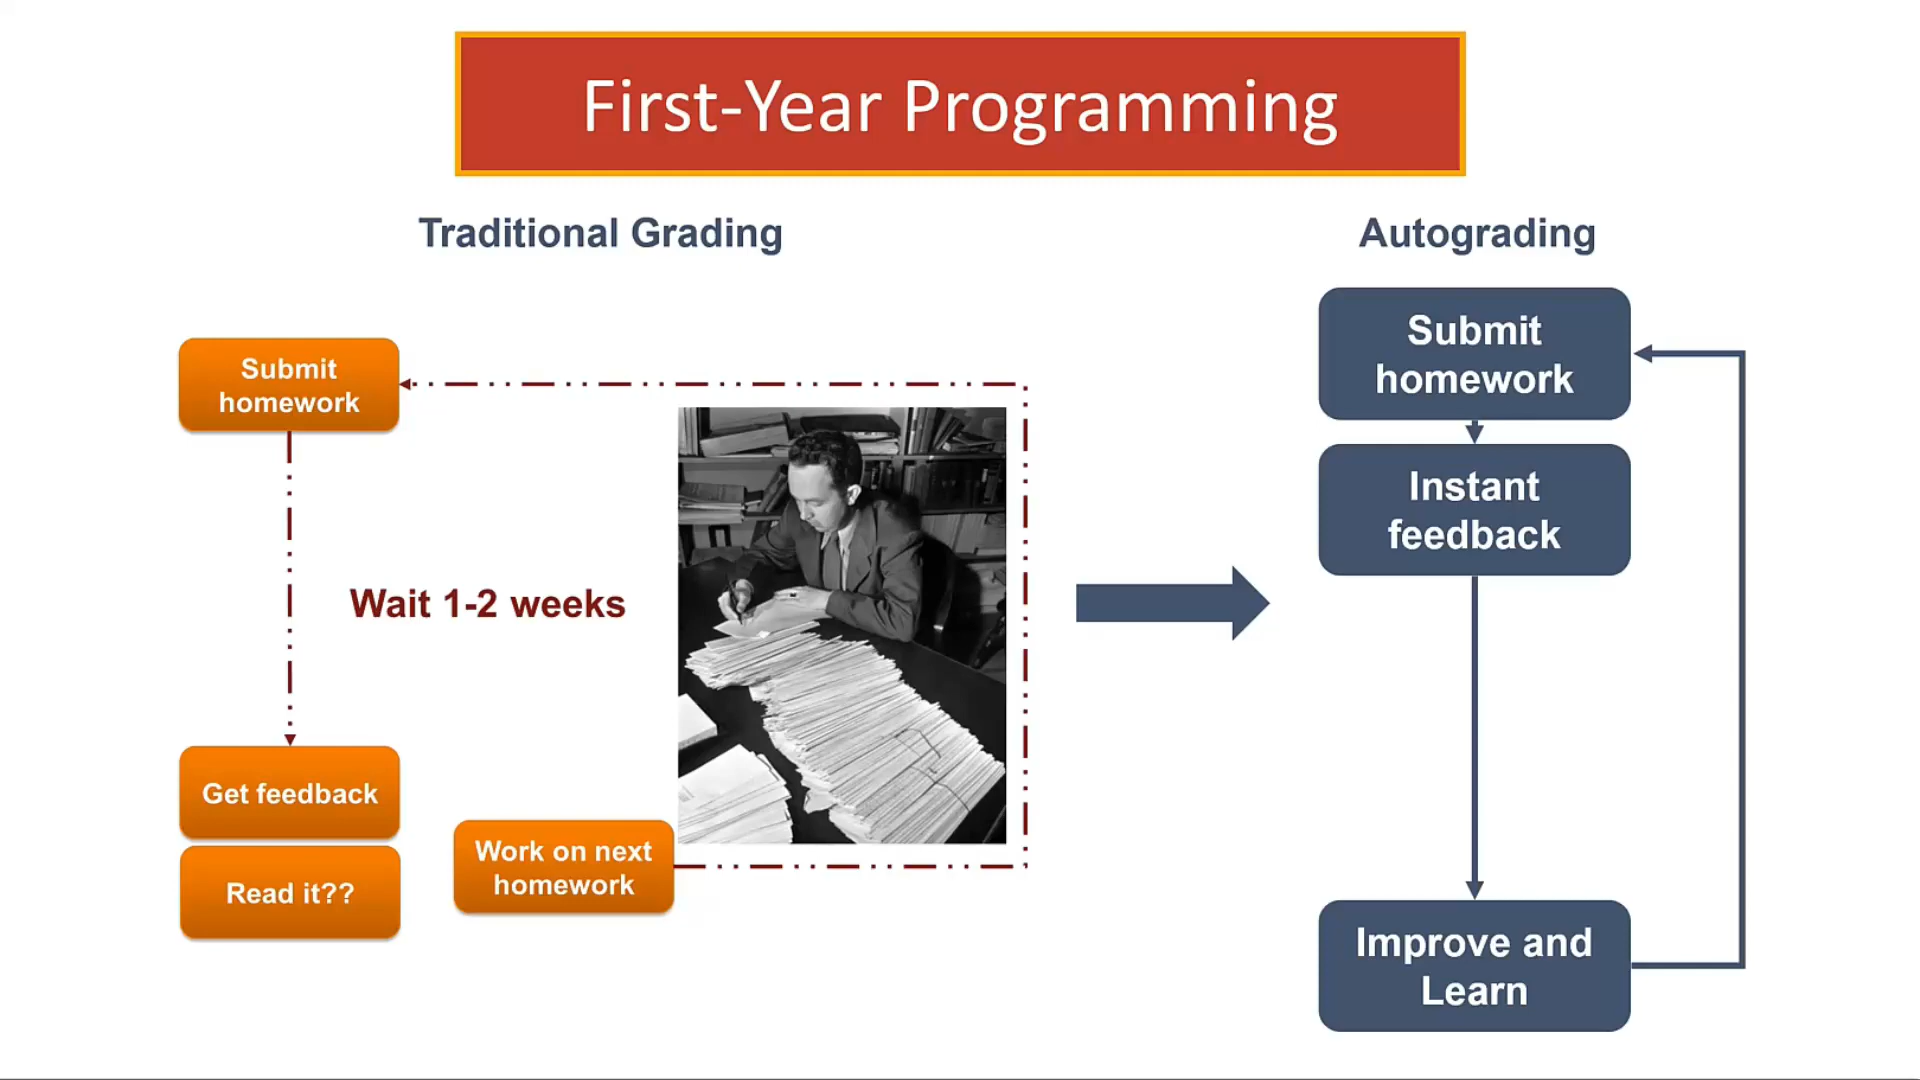 First-Year Programming
Traditional Grading
Submit
homework
Wait 1-2 weeks
Get feedback
Read it??
Work on next
homework
Autograding
Submit
homework
Instant
feedback
Improve and
Learn